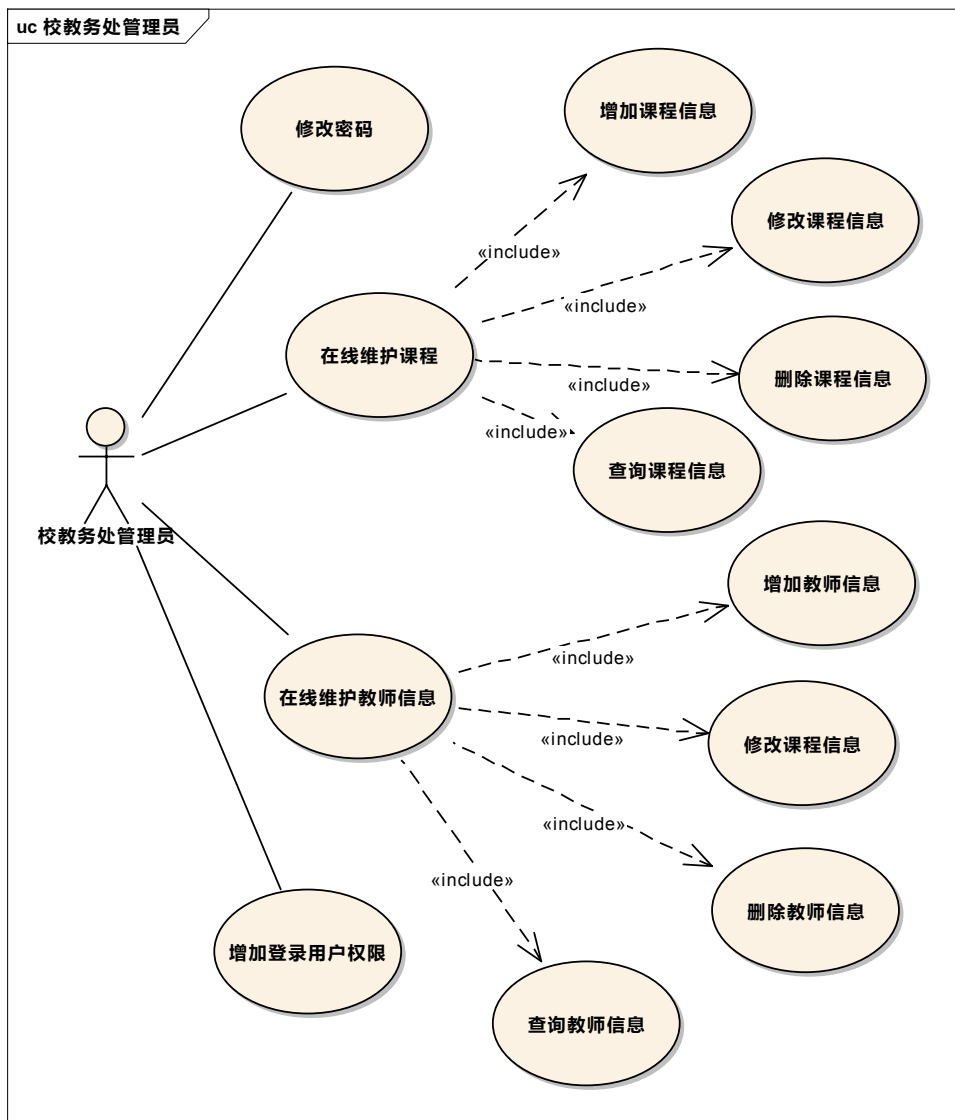 uc 校教务处管理员
修改密码
增加课程信息
修改课程信息
«include»
«include»
在线维护课程
删除课程信息
«include»
«include»
查询课程信息
校教务处管理员
增加教师信息
«include»
在线维护教师信息
修改课程信息
«include»
«include»
«include»
删除教师信息
增加登录用户权限
查询教师信息